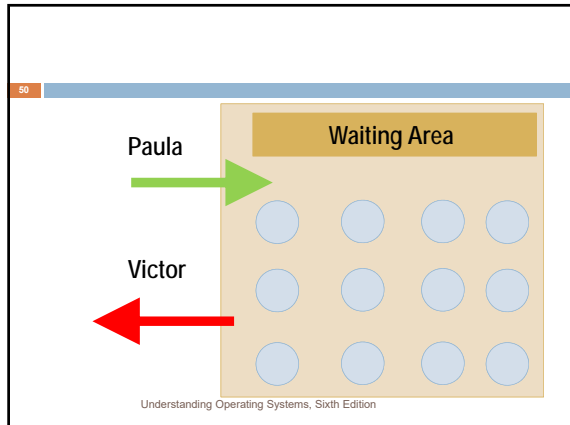 50
Waiting Area
Paula
Victor
Understanding Operating Systems, Sixth Edition